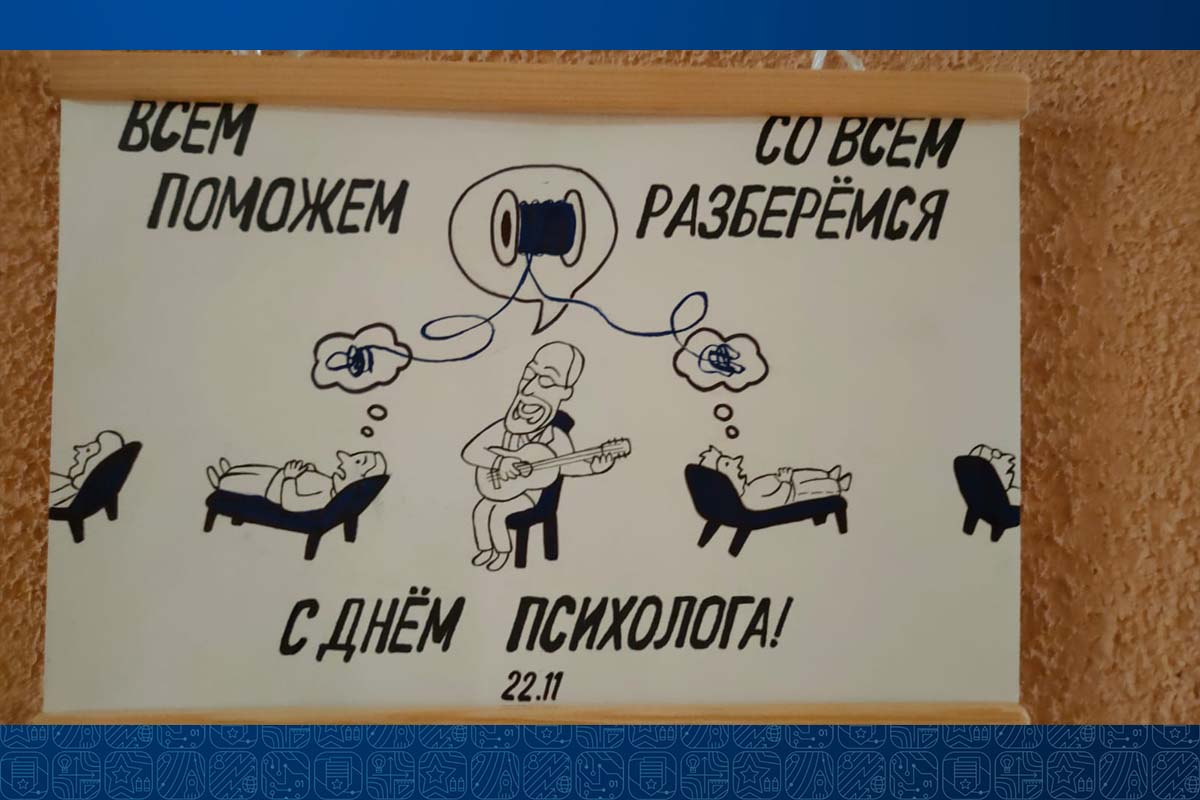 ВСЕМ
ПОМОЖЕМ
СО ВСЕМ
РАЗБЕРЁМСЯ
С ДНЁМ ПСИХОЛОГА!
22.11